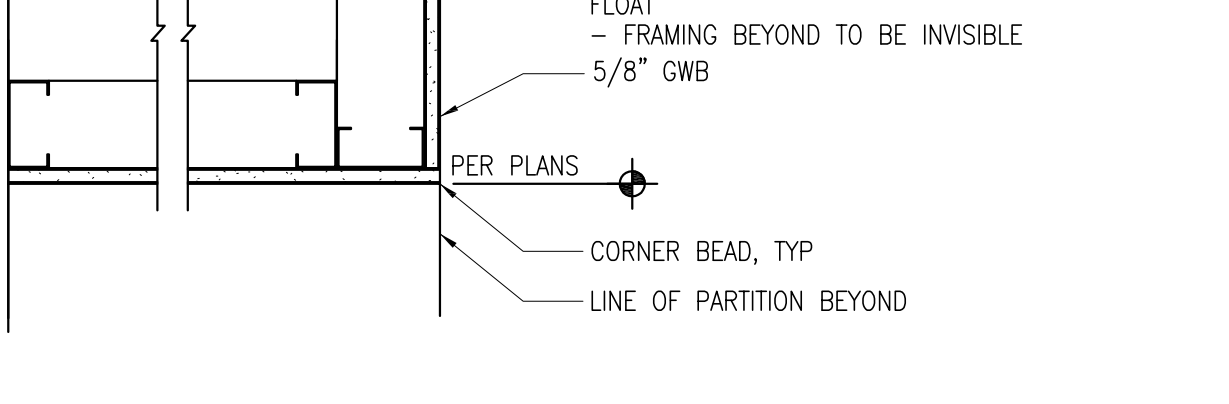 FLOAT
– FRAMING BEYOND TO BE INVISIBLE
5/8" GWB
PER PLANS
CORNER BEAD, TYP
LINE OF PARTITION BEYOND